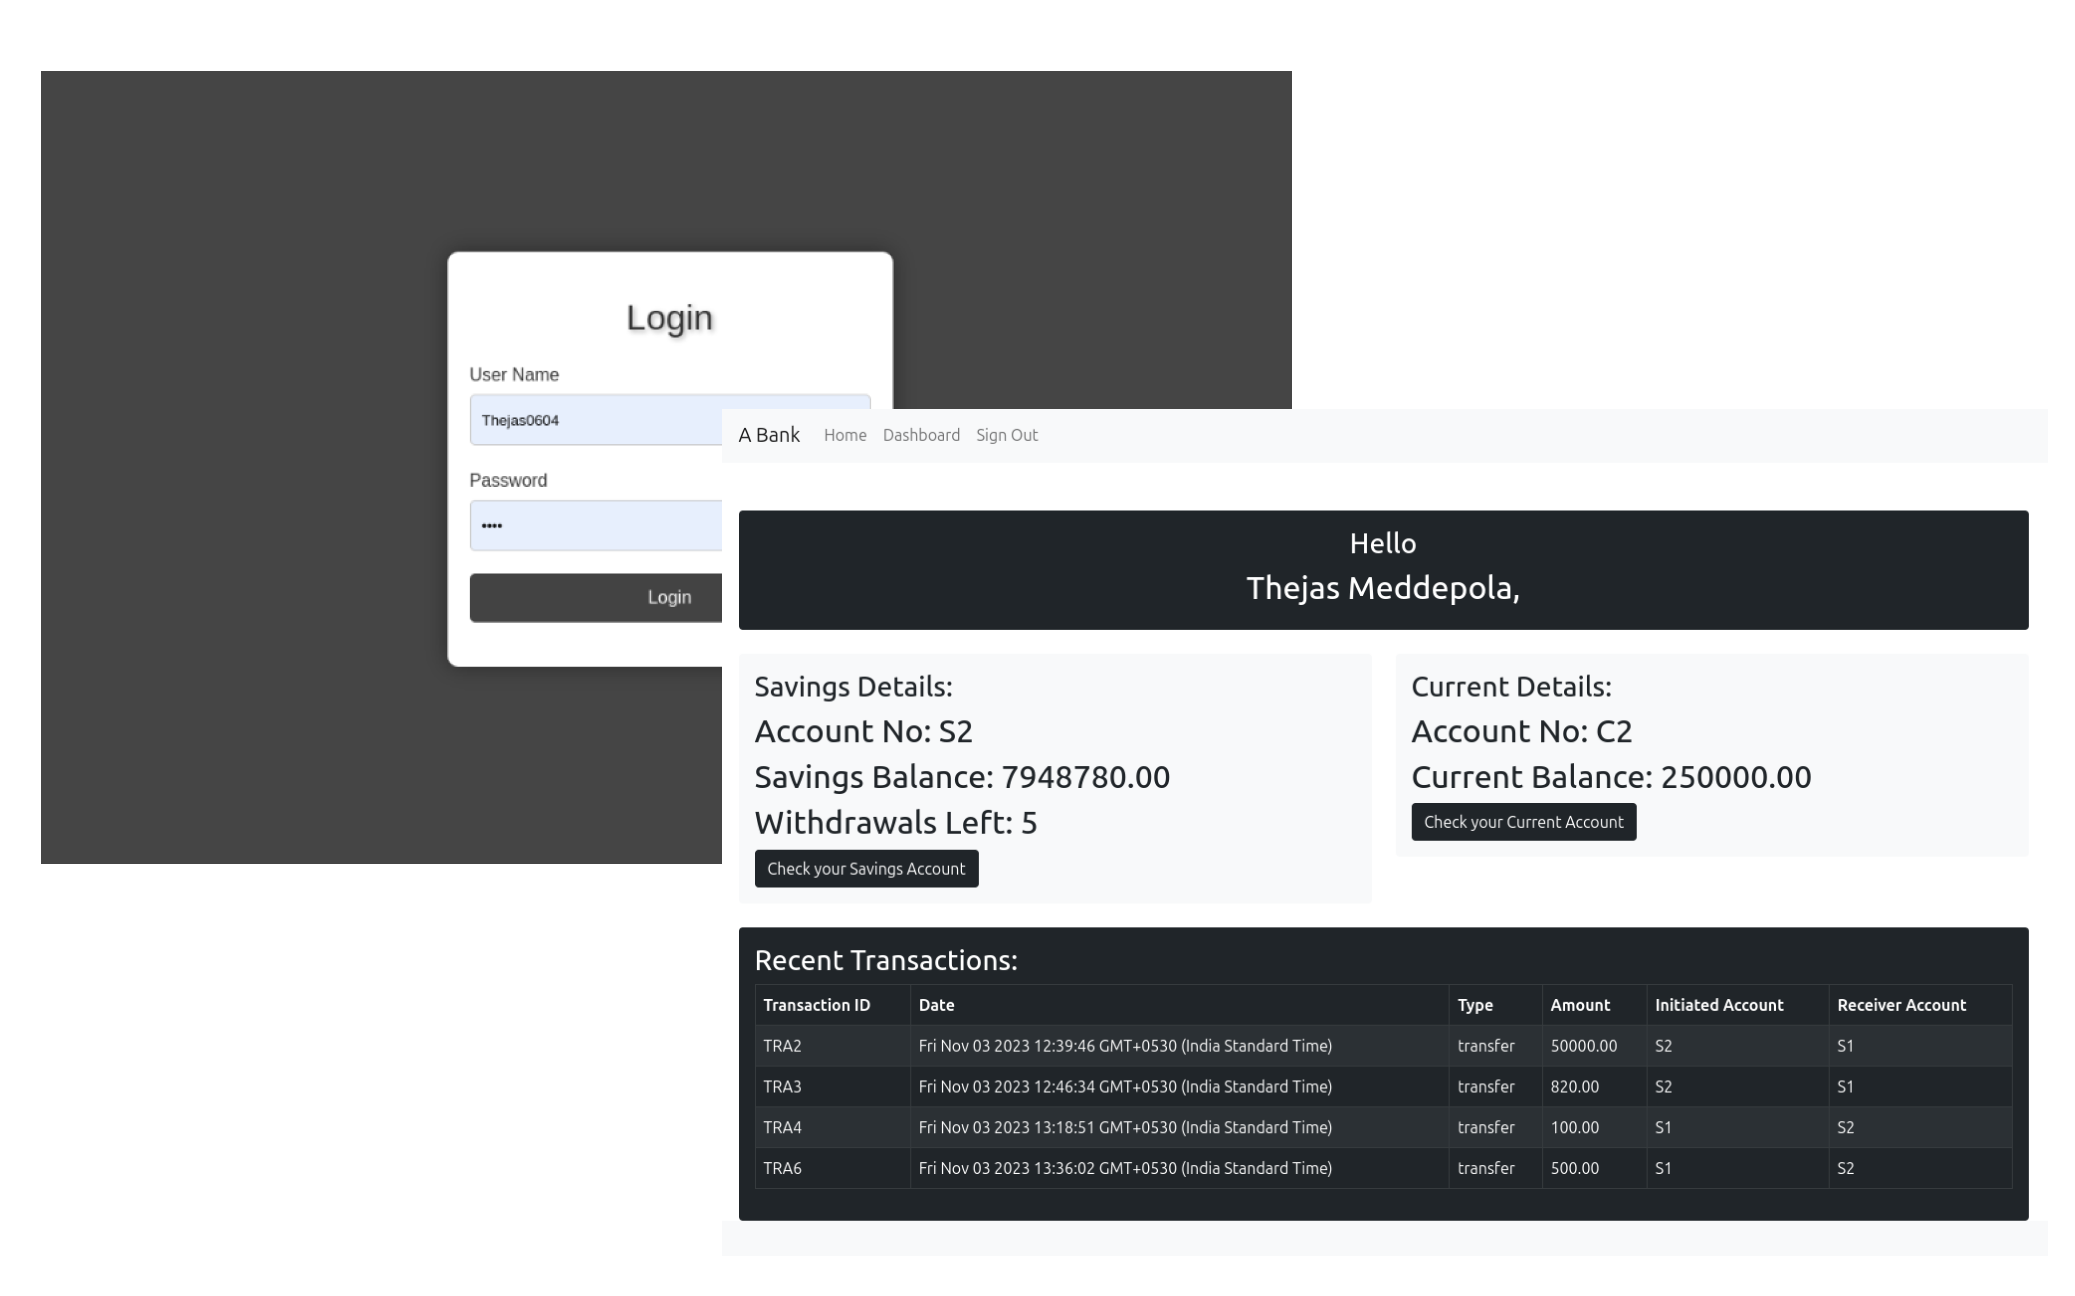 Login
User Name
Thejas0604
Password
••••
Login
A Bank Home Dashboard Sign Out
Hello
Thejas Meddepola,
Savings Details:
Account No: S2
Savings Balance: 7948780.00
Withdrawals Left: 5
Check your Savings Account
Current Details:
Account No: C2
Current Balance: 250000.00
Check your Current Account
Recent Transactions:
Transaction ID Date Type Amount Initiated Account Receiver Account
TRA2 Fri Nov 03 2023 12:39:46 GMT+0530 (India Standard Time) transfer 50000.00 S2 S1
TRA3 Fri Nov 03 2023 12:46:34 GMT+0530 (India Standard Time) transfer 820.00 S2 S1
TRA4 Fri Nov 03 2023 13:18:51 GMT+0530 (India Standard Time) transfer 100.00 S1 S2
TRA6 Fri Nov 03 2023 13:36:02 GMT+0530 (India Standard Time) transfer 500.00 S1 S2